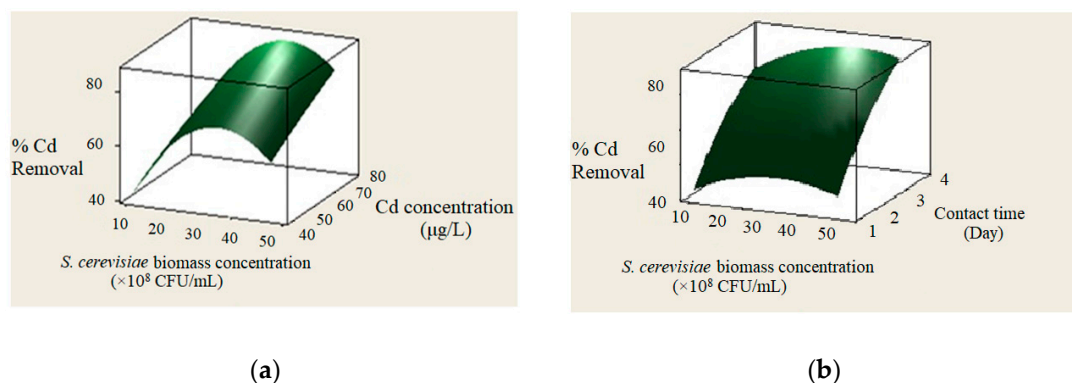 80
% Cd
Removal
60
40
10 20 30 40 50
40 50 60 70 80
Cd concentration
(µg/L)
S. cerevisiae biomass concentration
(×10⁸ CFU/mL)
(a)
80
% Cd
Removal
60
40
10 20 30 40 50
1 2 3 4
Contact time
(Day)
S. cerevisiae biomass concentration
(×10⁸ CFU/mL)
(b)